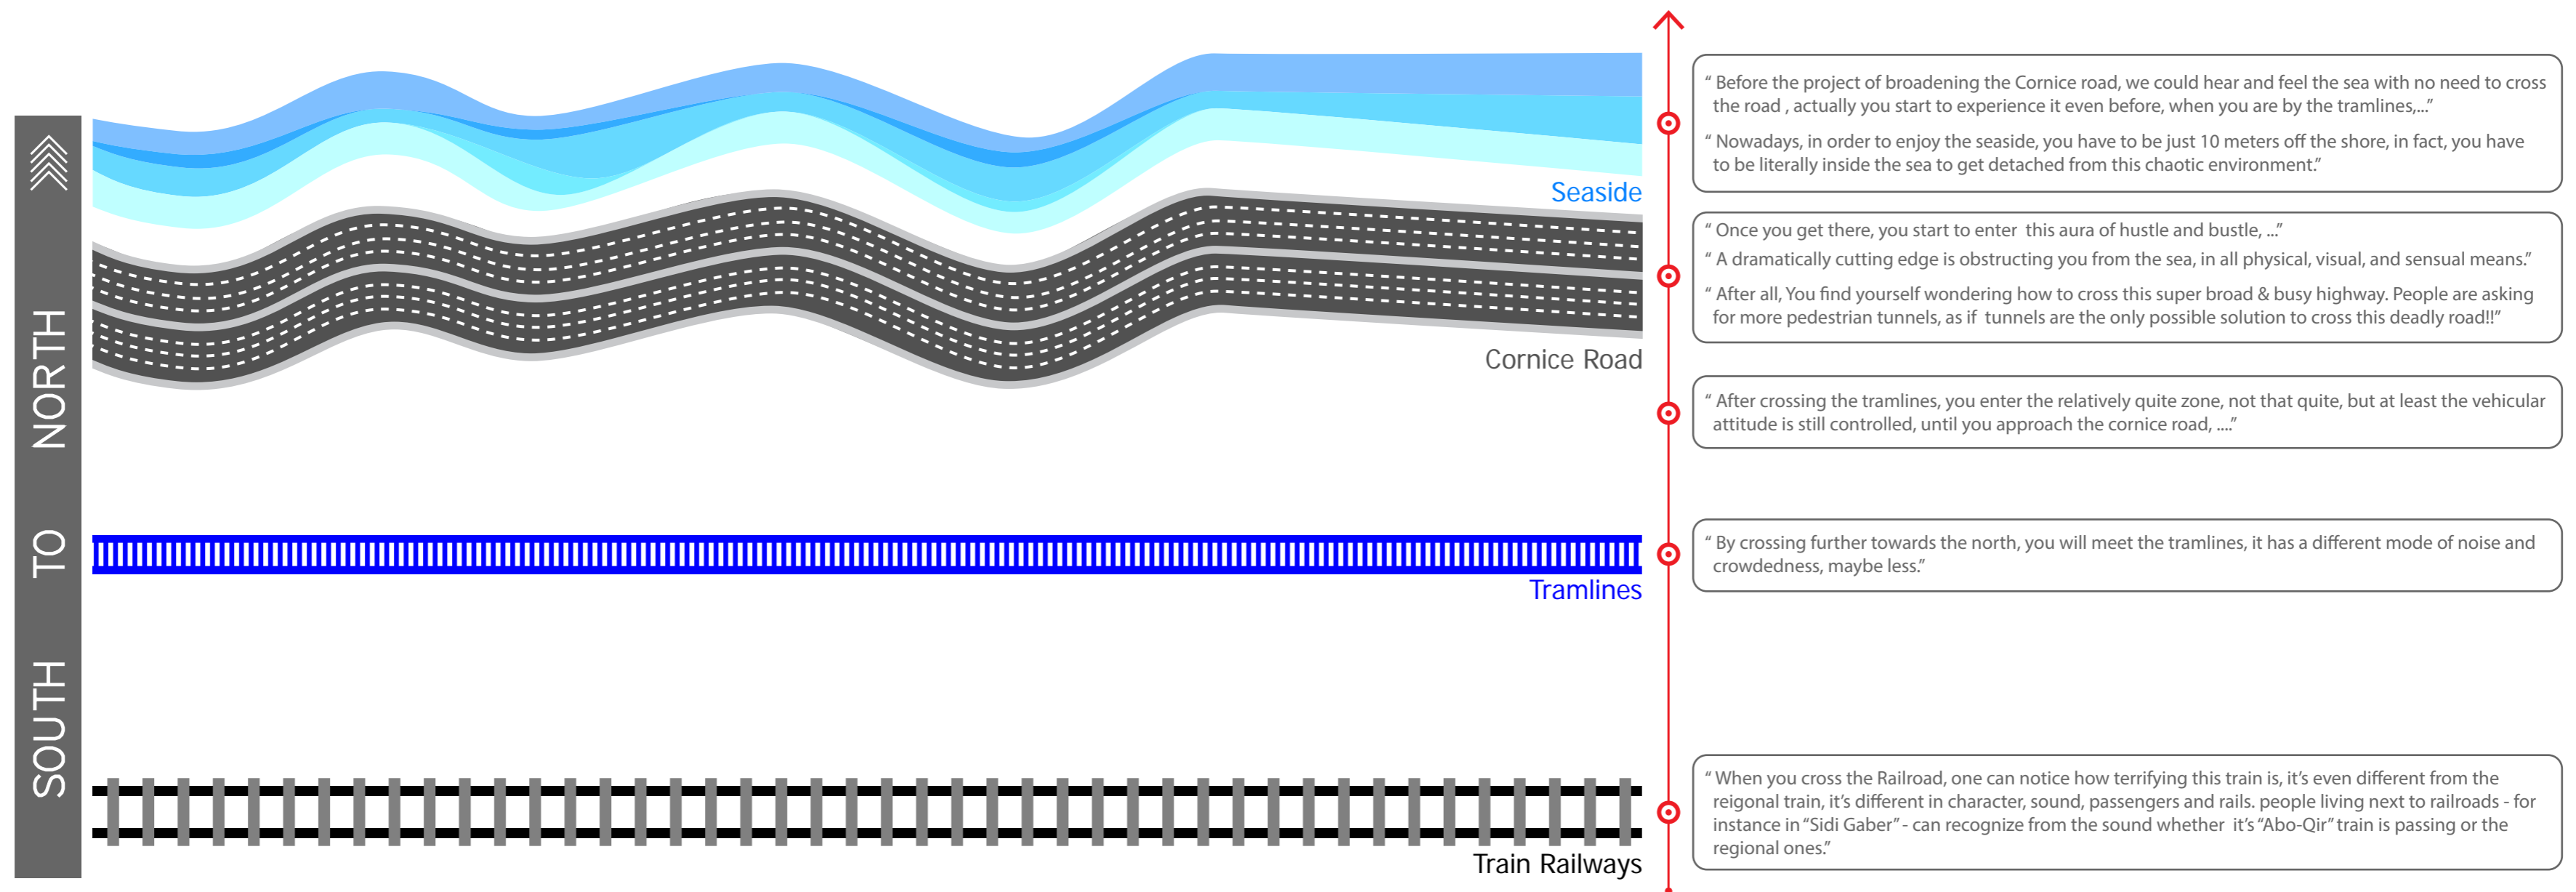 SOUTH TO NORTH
“ Before the project of broadening the Cornice road, we could hear and feel the sea with no need to cross
the road , actually you start to experience it even before, when you are by the tramlines,...”
“ Nowadays, in order to enjoy the seaside, you have to be just 10 meters off the shore, in fact, you have
to be literally inside the sea to get detached from this chaotic environment.”
Seaside
“ Once you get there, you start to enter this aura of hustle and bustle, ...”
“ A dramatically cutting edge is obstructing you from the sea, in all physical, visual, and sensual means.”
“ After all, You find yourself wondering how to cross this super broad & busy highway. People are asking
for more pedestrian tunnels, as if tunnels are the only possible solution to cross this deadly road!!”
Cornice Road
“ After crossing the tramlines, you enter the relatively quite zone, not that quite, but at least the vehicular
attitude is still controlled, until you approach the cornice road, ....”
“ By crossing further towards the north, you will meet the tramlines, it has a different mode of noise and
crowdedness, maybe less.”
Tramlines
“ When you cross the Railroad, one can notice how terrifying this train is, it’s even different from the
reigonal train, it’s different in character, sound, passengers and rails. people living next to railroads - for
instance in “Sidi Gaber” - can recognize from the sound whether it’s “Abo-Qir” train is passing or the
regional ones.”
Train Railways